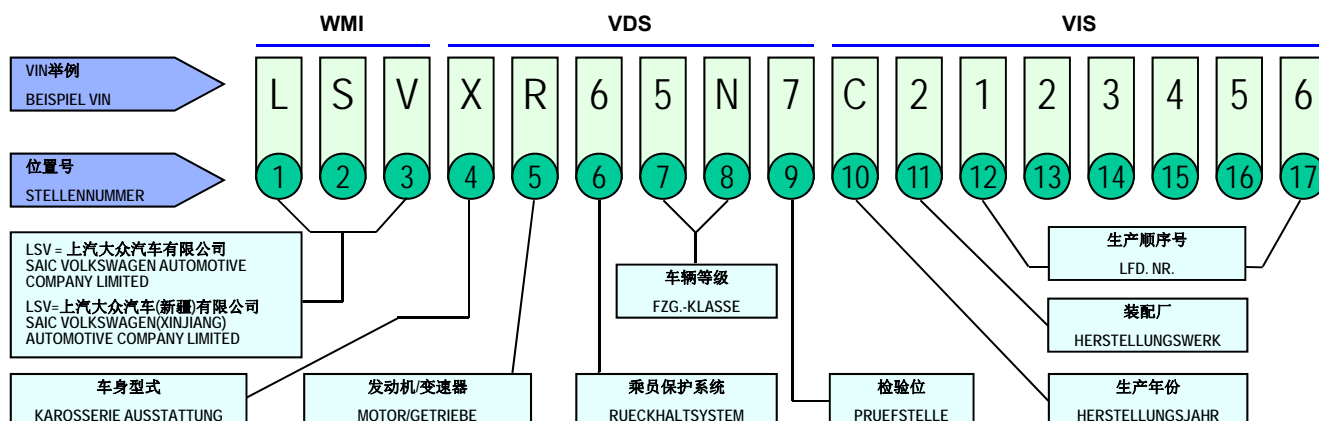 WMI VDS VIS
VIN举例
BEISPIEL VIN
L S V X R 6 5 N 7 C 2 1 2 3 4 5 6
位置号
STELLENNUMMER
1 2 3 4 5 6 7 8 9 10 11 12 13 14 15 16 17
LSV = 上汽大众汽车有限公司
SAIC VOLKSWAGEN AUTOMOTIVE
COMPANY LIMITED
LSV=上汽大众汽车(新疆)有限公司
SAIC VOLKSWAGEN(XINJIANG)
AUTOMOTIVE COMPANY LIMITED
车辆等级
FZG.-KLASSE
生产顺序号
LFD. NR.
装配厂
HERSTELLUNGSWERK
车身型式
KAROSSERIE AUSSTATTUNG
发动机/变速器
MOTOR/GETRIEBE
乘员保护系统
RUECKHALTSYSTEM
检验位
PRUEFSTELLE
生产年份
HERSTELLUNGSJAHR